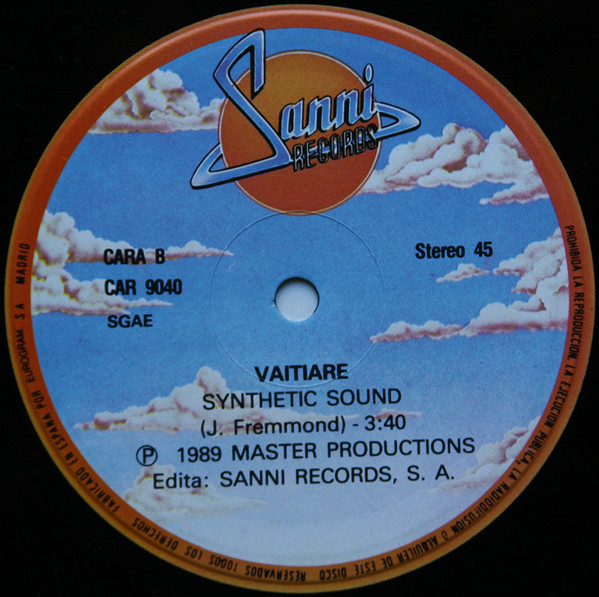 Sanni
RECORDS
CARA B
CAR 9040
SGAE
Stereo 45
VAITIARE
SYNTHETIC SOUND
(J. Fremmond) - 3:40
Ⓟ 1989 MASTER PRODUCTIONS
Edita: SANNI RECORDS, S. A.
PROHIBIDA LA REPRODUCCION, LA EJECUCION PUBLICA, LA RADIODIFUSION O ALQUILER DE ESTE DISCO RESERVADOS TODOS LOS DERECHOS FABRICADO EN ESPAÑA POR EUROGRAM S A MADRID